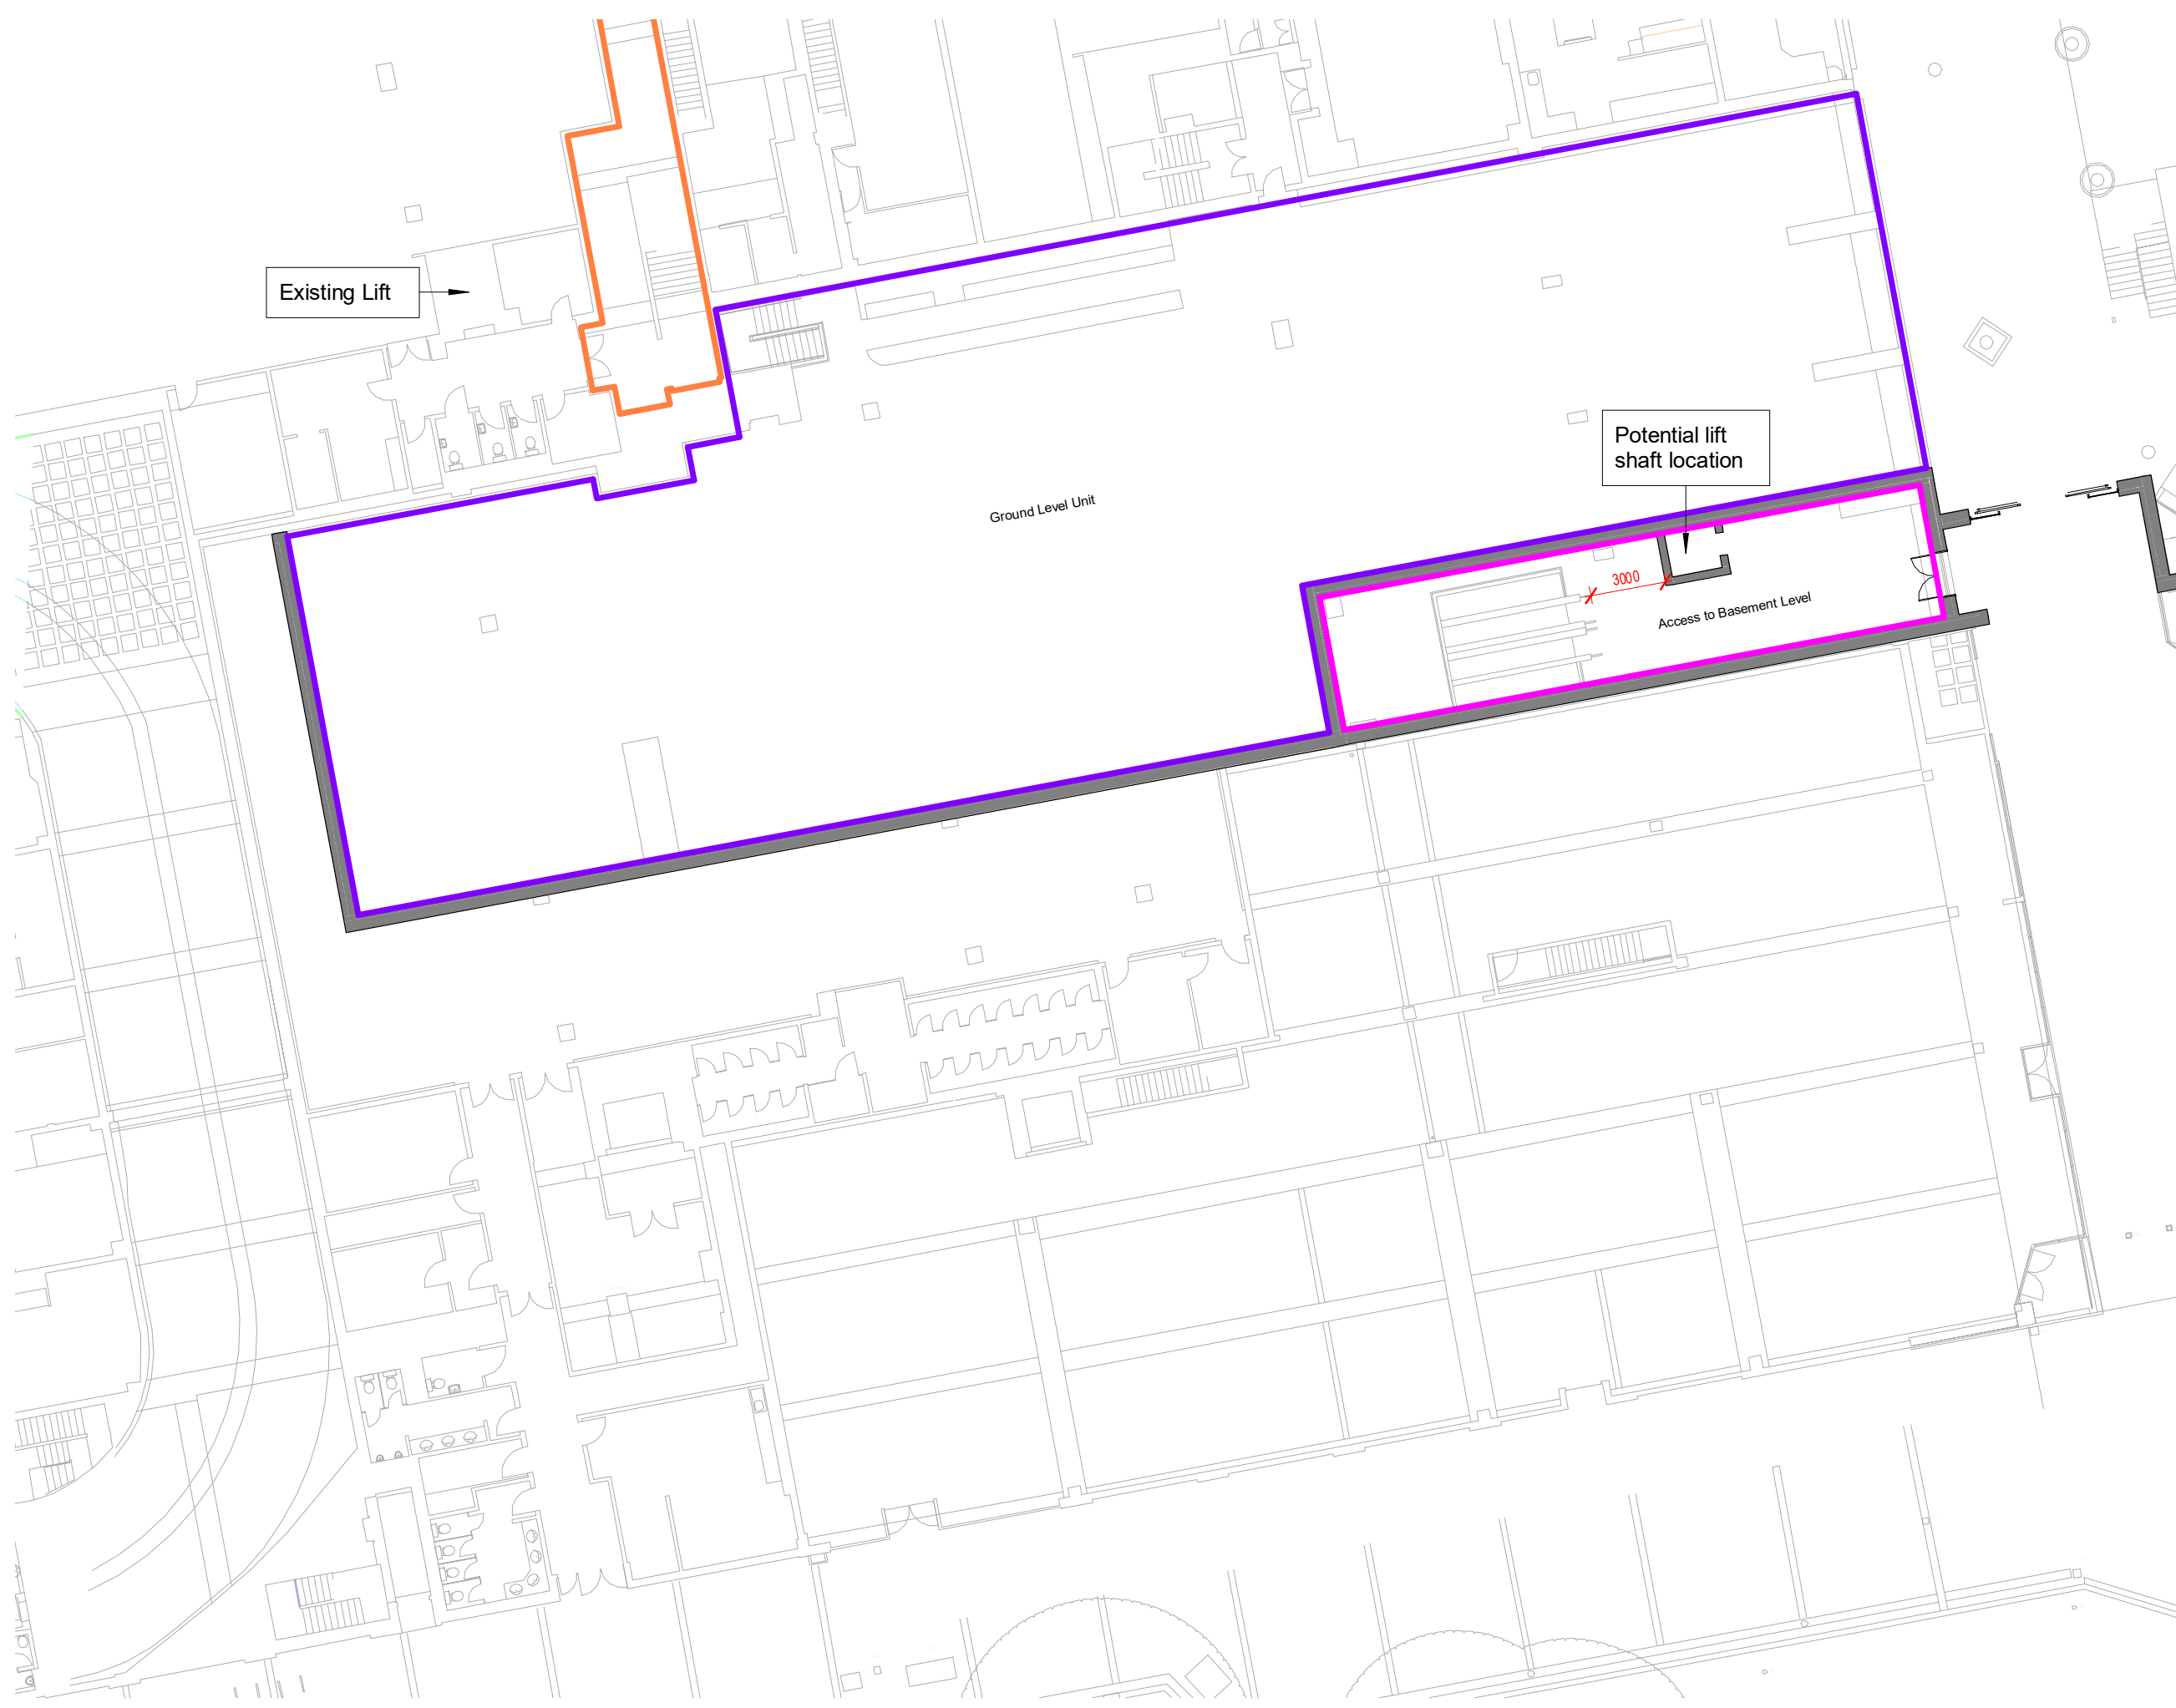 Existing Lift
Potential lift
shaft location
Ground Level Unit
3000
Access to Basement Level